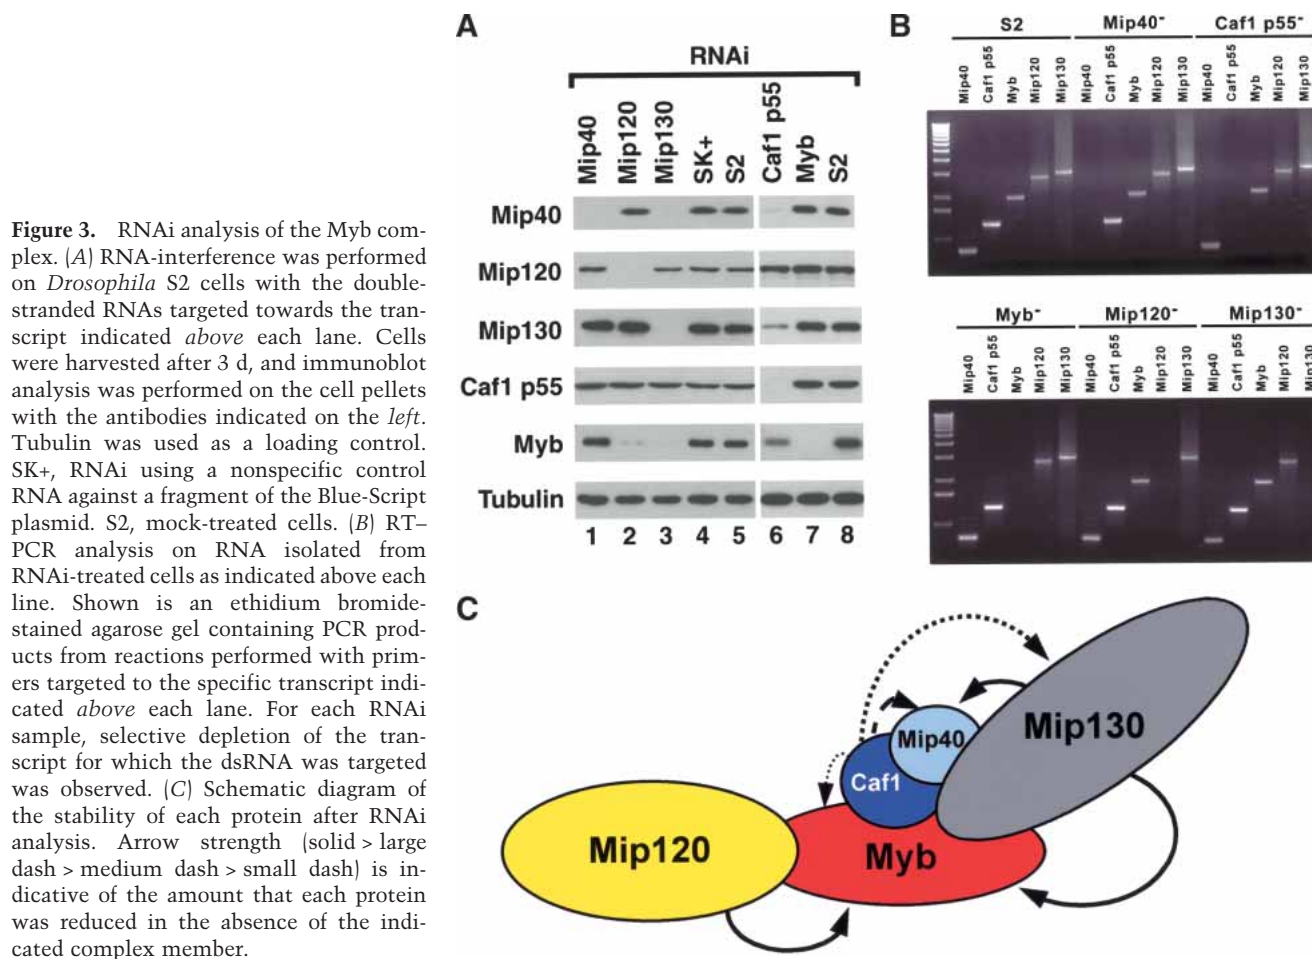 Figure 3. RNAi analysis of the Myb com-
plex. (A) RNA-interference was performed
on Drosophila S2 cells with the double-
stranded RNAs targeted towards the tran-
script indicated above each lane. Cells
were harvested after 3 d, and immunoblot
analysis was performed on the cell pellets
with the antibodies indicated on the left.
Tubulin was used as a loading control.
SK+, RNAi using a nonspecific control
RNA against a fragment of the Blue-Script
plasmid. S2, mock-treated cells. (B) RT–
PCR analysis on RNA isolated from
RNAi-treated cells as indicated above each
line. Shown is an ethidium bromide-
stained agarose gel containing PCR prod-
ucts from reactions performed with prim-
ers targeted to the specific transcript indi-
cated above each lane. For each RNAi
sample, selective depletion of the tran-
script for which the dsRNA was targeted
was observed. (C) Schematic diagram of
the stability of each protein after RNAi
analysis. Arrow strength (solid > large
dash > medium dash > small dash) is in-
dicative of the amount that each protein
was reduced in the absence of the indi-
cated complex member.
A
RNAi
Mip40 Mip120 Mip130 SK+ S2 Caf1 p55 Myb S2
Mip40
Mip120
Mip130
Caf1 p55
Myb
Tubulin
1 2 3 4 5 6 7 8
B
S2 Mip40- Caf1 p55-
Mip40 Caf1 p55 Myb Mip120 Mip130 Mip40 Caf1 p55 Myb Mip120 Mip130 Mip40 Caf1 p55 Myb Mip120 Mip130
Myb- Mip120- Mip130-
Mip40 Caf1 p55 Myb Mip120 Mip130 Mip40 Caf1 p55 Myb Mip120 Mip130 Mip40 Caf1 p55 Myb Mip120 Mip130
C
Mip130
Mip40
Caf1
Mip120
Myb